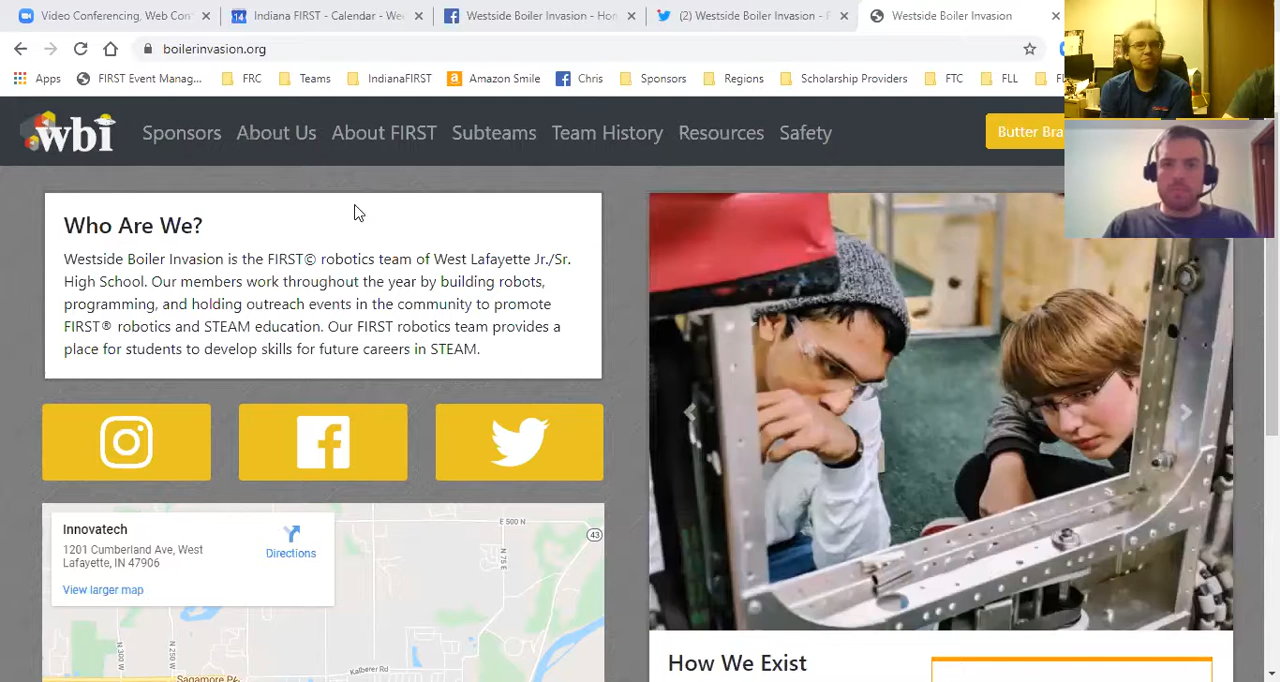 Video Conferencing, Web Con
Indiana FIRST - Calendar - We
Westside Boiler Invasion - Hon
(2) Westside Boiler Invasion - F
Westside Boiler Invasion
boilerinvasion.org
Apps
FIRST Event Manag...
FRC
Teams
IndianaFIRST
Amazon Smile
Chris
Sponsors
Regions
Scholarship Providers
FTC
FLL
wbi
Sponsors
About Us
About FIRST
Subteams
Team History
Resources
Safety
Butter Bra
Who Are We?
Westside Boiler Invasion is the FIRST© robotics team of West Lafayette Jr./Sr.
High School. Our members work throughout the year by building robots,
programming, and holding outreach events in the community to promote
FIRST® robotics and STEAM education. Our FIRST robotics team provides a
place for students to develop skills for future careers in STEAM.
Innovatech
1201 Cumberland Ave, West
Lafayette, IN 47906
Directions
View larger map
E 500 N
43
N 75 E
N 300 W
N 250 W
Kalberer Rd
Sagamore P
How We Exist